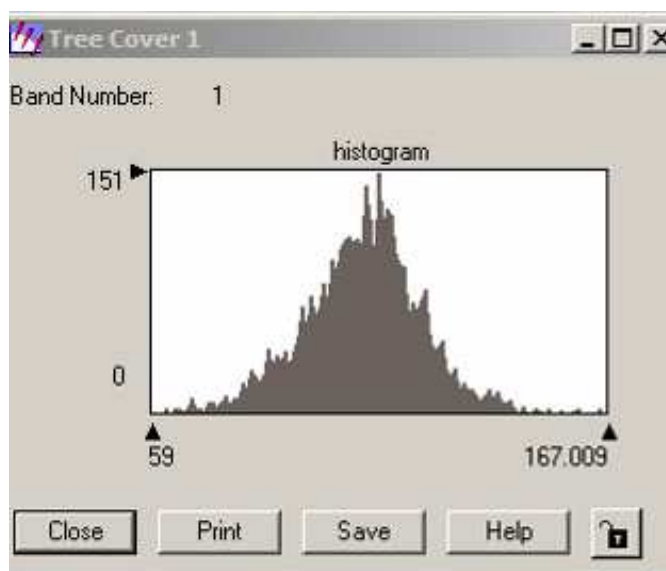 Tree Cover 1
Band Number: 1
histogram
151
0
59 167.009
Close Print Save Help
T